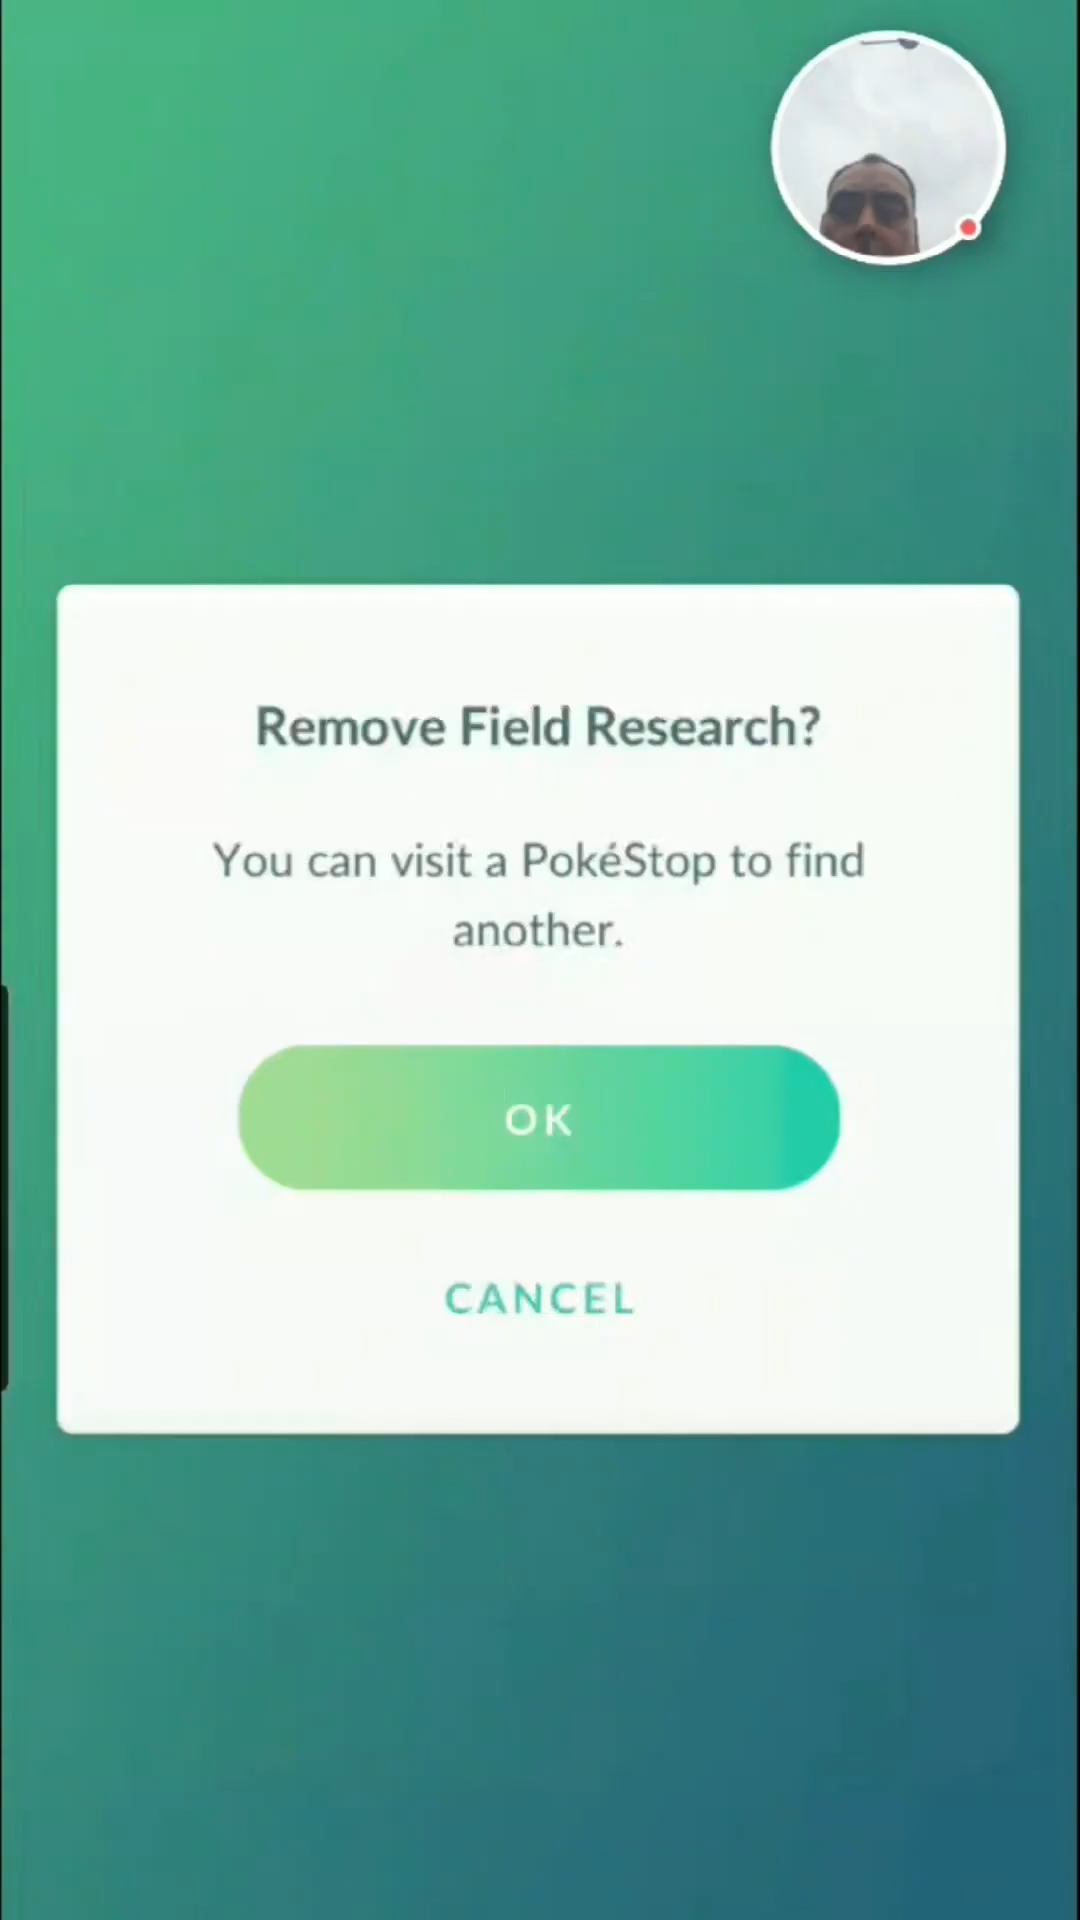 Remove Field Research?
You can visit a PokéStop to find
another.
OK
CANCEL